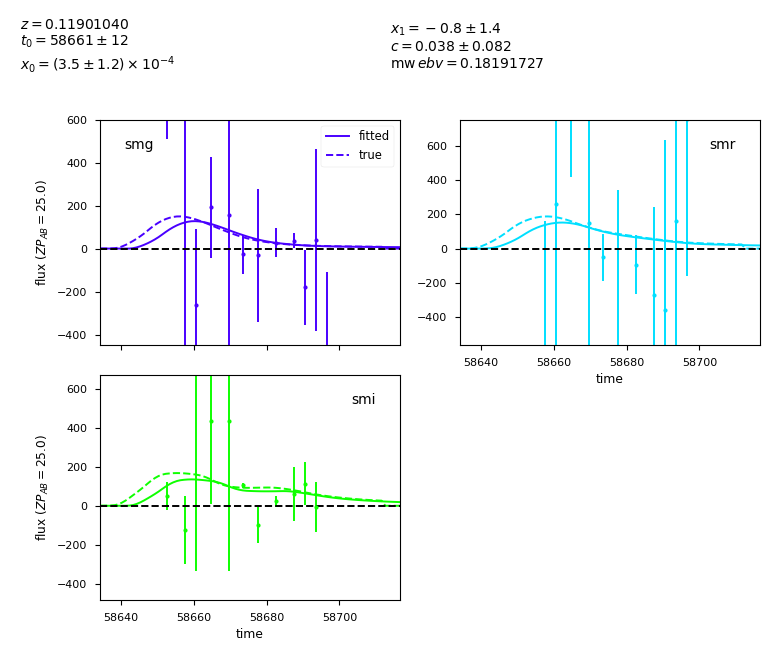 z = 0.11901040
t₀ = 58661 ± 12
x₀ = (3.5 ± 1.2) × 10⁻⁴
x₁ = − 0.8 ± 1.4
c = 0.038 ± 0.082
mw ebv = 0.18191727
smg
fitted
true
600
400
200
0
−200
−400
flux (ZP_AB = 25.0)
smr
600
400
200
0
−200
−400
58640 58660 58680 58700
time
smi
600
400
200
0
−200
−400
flux (ZP_AB = 25.0)
58640 58660 58680 58700
time